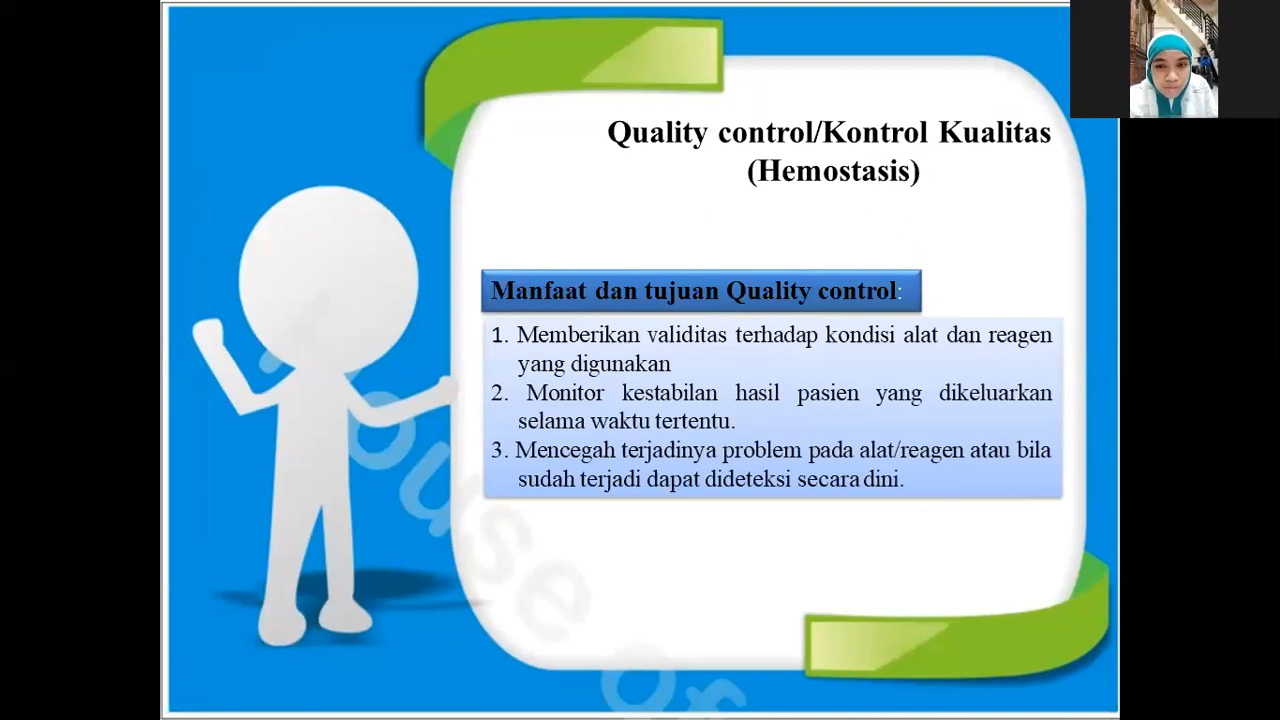 Quality control/Kontrol Kualitas
(Hemostasis)
Manfaat dan tujuan Quality control:
1. Memberikan validitas terhadap kondisi alat dan reagen
yang digunakan
2. Monitor kestabilan hasil pasien yang dikeluarkan
selama waktu tertentu.
3. Mencegah terjadinya problem pada alat/reagen atau bila
sudah terjadi dapat dideteksi secara dini.